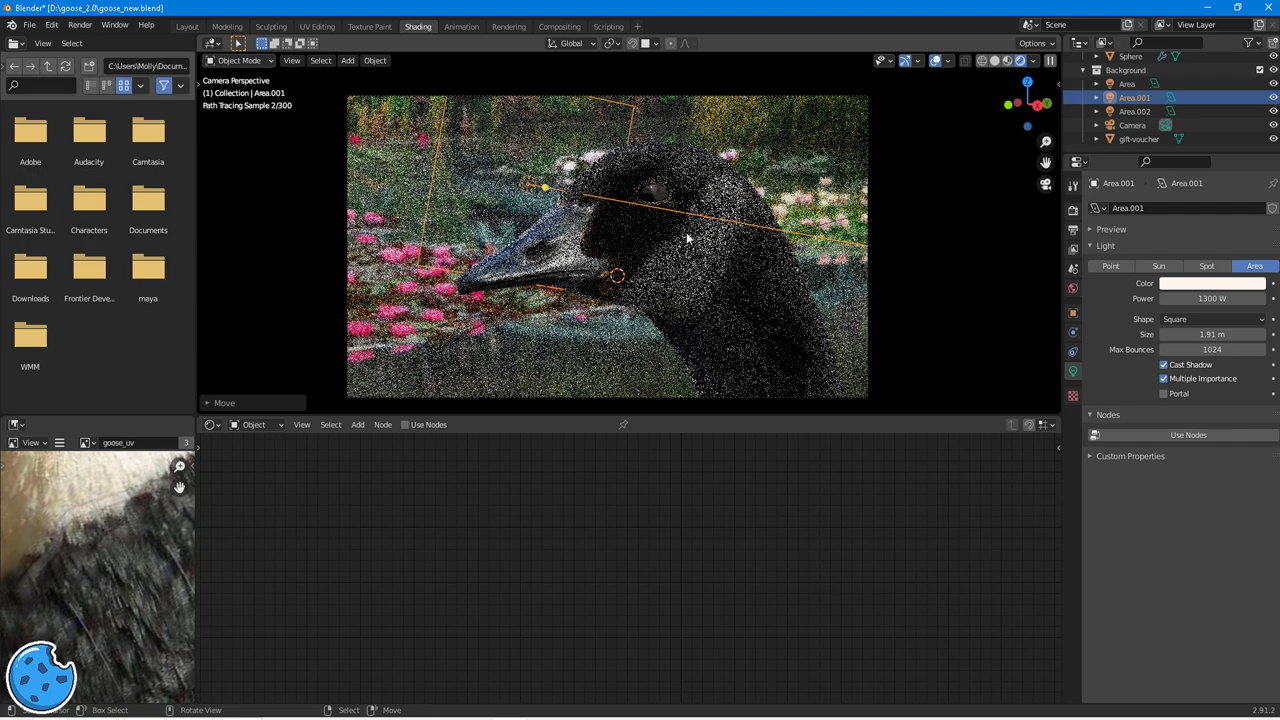 Blender* [D:\goose_2.0\goose_new.blend]
File Edit Render Window Help Layout Modeling Sculpting UV Editing Texture Paint Shading Animation Rendering Compositing Scripting + Scene View Layer
View Select Global Options
C:\Users\Molly\Docum... Object Mode View Select Add Object
Sphere
Background
Area
Area.001
Area.002
Camera
gift-voucher
Camera Perspective
(1) Collection | Area.001
Path Tracing Sample 2/300
Adobe Audacity Camtasia
Camtasia Stu... Characters Documents
Downloads Frontier Deve... maya
WMM
Z
X
Y
Move
Area.001 Area.001
Area.001
Preview
Light
Point Sun Spot Area
Color
Power 1300 W
Shape Square
Size 1.91 m
Max Bounces 1024
Cast Shadow
Multiple Importance
Portal
Nodes
Use Nodes
Custom Properties
Object View Select Add Node Use Nodes
View goose_uv 3
Box Select Rotate View Select Move 2.91.2